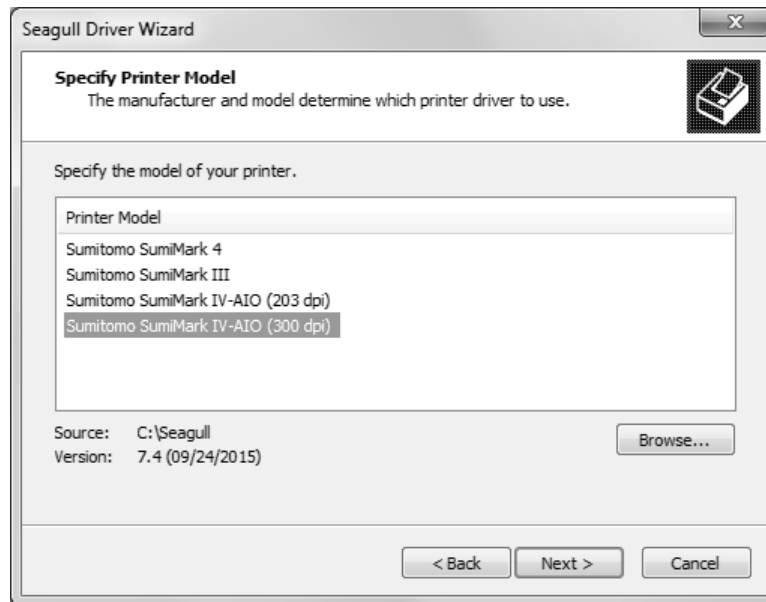 Seagull Driver Wizard
X
Specify Printer Model
The manufacturer and model determine which printer driver to use.
Specify the model of your printer.
Printer Model
Sumitomo SumiMark 4
Sumitomo SumiMark III
Sumitomo SumiMark IV-AIO (203 dpi)
Sumitomo SumiMark IV-AIO (300 dpi)
Source: C:\Seagull
Browse...
Version: 7.4 (09/24/2015)
< Back Next > Cancel